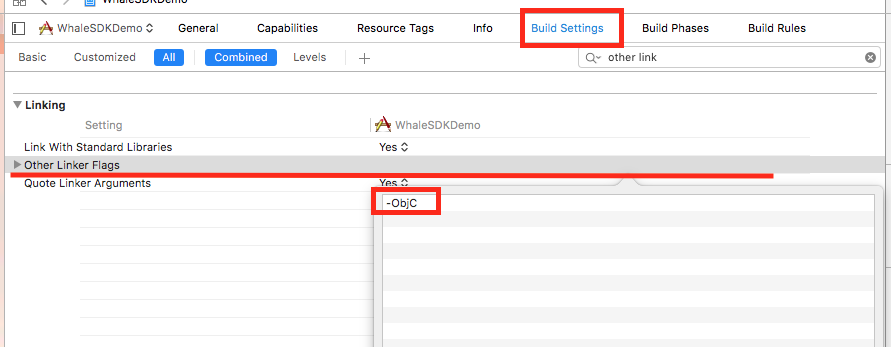 WhaleSDKDemo
WhaleSDKDemo General Capabilities Resource Tags Info Build Settings Build Phases Build Rules
Basic Customized All Combined Levels + other link
Linking
Setting WhaleSDKDemo
Link With Standard Libraries Yes
Other Linker Flags
Quote Linker Arguments Yes
-ObjC